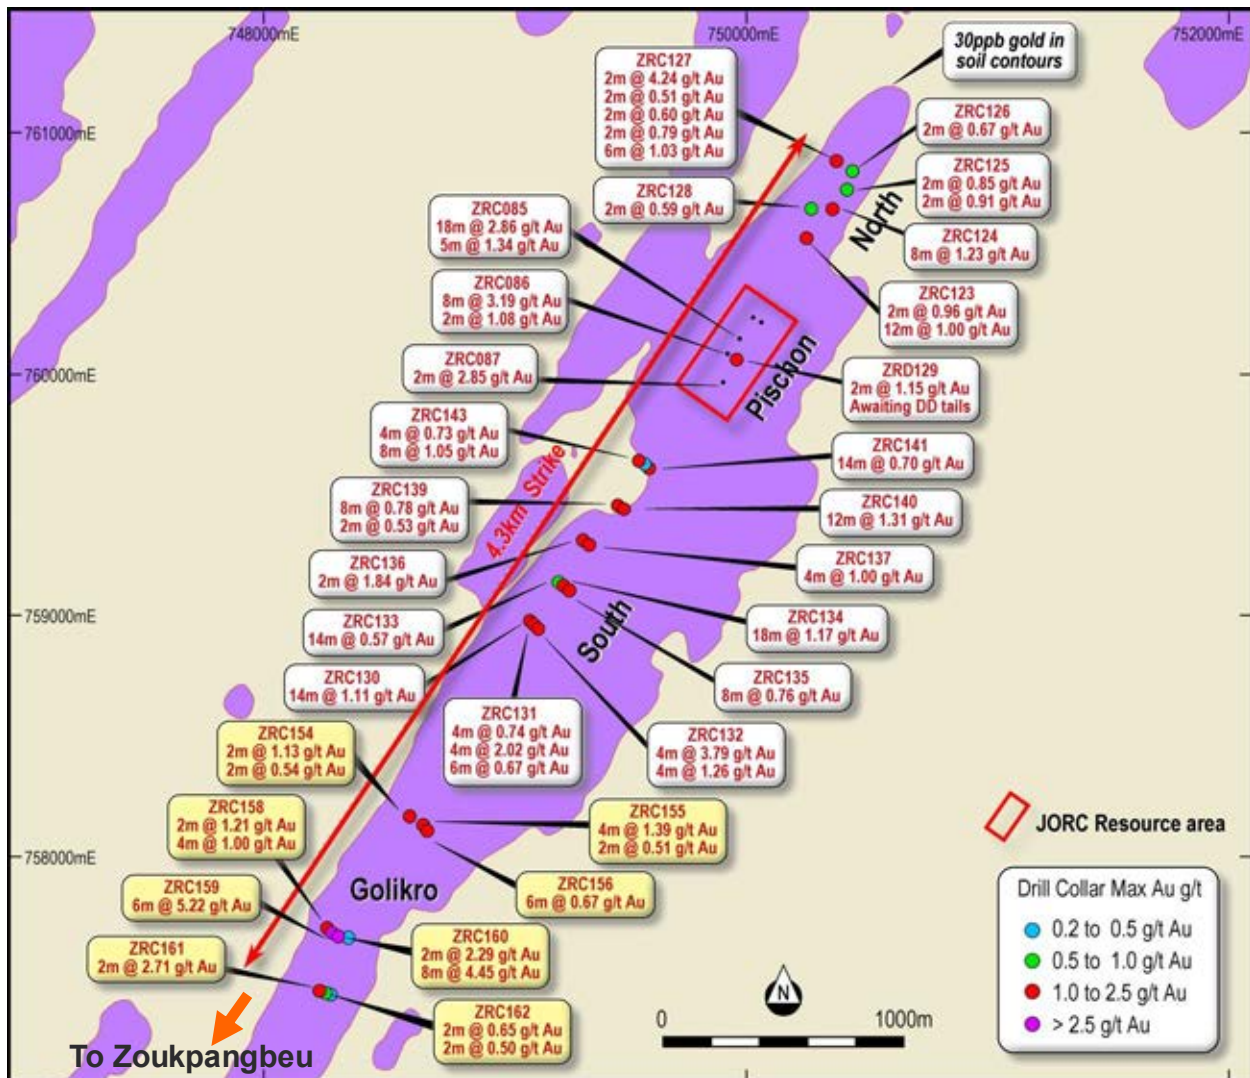 748000mE
750000mE
752000mE
30ppb gold in
soil contours
ZRC127
2m @ 4.24 g/t Au
2m @ 0.51 g/t Au
2m @ 0.60 g/t Au
2m @ 0.79 g/t Au
6m @ 1.03 g/t Au
761000mE
ZRC126
2m @ 0.67 g/t Au
ZRC125
2m @ 0.85 g/t Au
2m @ 0.91 g/t Au
ZRC128
2m @ 0.59 g/t Au
North
ZRC124
8m @ 1.23 g/t Au
ZRC085
18m @ 2.86 g/t Au
5m @ 1.34 g/t Au
ZRC086
8m @ 3.19 g/t Au
2m @ 1.08 g/t Au
ZRC123
2m @ 0.96 g/t Au
12m @ 1.00 g/t Au
760000mE
ZRC087
2m @ 2.85 g/t Au
Pischon
ZRD129
2m @ 1.15 g/t Au
Awaiting DD tails
ZRC143
4m @ 0.73 g/t Au
8m @ 1.05 g/t Au
ZRC141
14m @ 0.70 g/t Au
4.3km Strike
ZRC139
8m @ 0.78 g/t Au
2m @ 0.53 g/t Au
ZRC140
12m @ 1.31 g/t Au
ZRC136
2m @ 1.84 g/t Au
ZRC137
4m @ 1.00 g/t Au
759000mE
ZRC133
14m @ 0.57 g/t Au
South
ZRC134
18m @ 1.17 g/t Au
ZRC130
14m @ 1.11 g/t Au
ZRC135
8m @ 0.76 g/t Au
ZRC131
4m @ 0.74 g/t Au
4m @ 2.02 g/t Au
6m @ 0.67 g/t Au
ZRC132
4m @ 3.79 g/t Au
4m @ 1.26 g/t Au
ZRC154
2m @ 1.13 g/t Au
2m @ 0.54 g/t Au
ZRC158
2m @ 1.21 g/t Au
4m @ 1.00 g/t Au
ZRC155
4m @ 1.39 g/t Au
2m @ 0.51 g/t Au
758000mE
ZRC159
6m @ 5.22 g/t Au
Golikro
ZRC156
6m @ 0.67 g/t Au
ZRC161
2m @ 2.71 g/t Au
ZRC160
2m @ 2.29 g/t Au
8m @ 4.45 g/t Au
ZRC162
2m @ 0.65 g/t Au
2m @ 0.50 g/t Au
To Zoukpangbeu
N
0
1000m
JORC Resource area
Drill Collar Max Au g/t
0.2 to 0.5 g/t Au
0.5 to 1.0 g/t Au
1.0 to 2.5 g/t Au
> 2.5 g/t Au